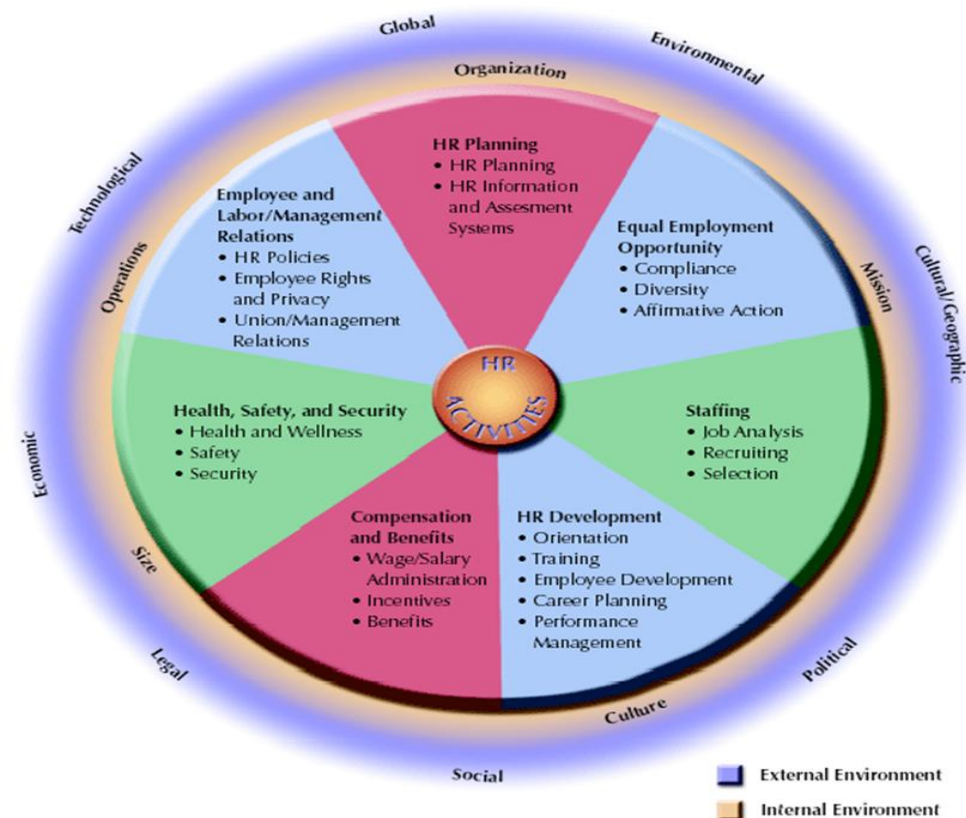 Global
Environmental
Organization
Technological
Operations
Mission
Cultural/Geographic
HR Planning
• HR Planning
• HR Information
and Assesment
Systems
Employee and
Labor/Management
Relations
• HR Policies
• Employee Rights
and Privacy
• Union/Management
Relations
Equal Employment
Opportunity
• Compliance
• Diversity
• Affirmative Action
HR
ACTIVITIES
Health, Safety, and Security
• Health and Wellness
• Safety
• Security
Staffing
• Job Analysis
• Recruiting
• Selection
Economic
Compensation
and Benefits
• Wage/Salary
Administration
• Incentives
• Benefits
HR Development
• Orientation
• Training
• Employee Development
• Career Planning
• Performance
Management
Size
Legal
Political
Culture
Social
External Environment
Internal Environment